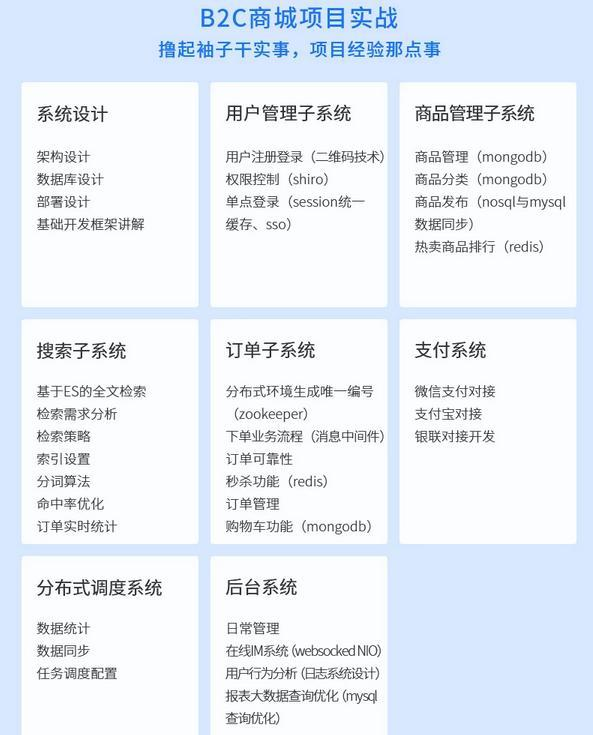 B2C商城项目实战
撸起袖子干实事，项目经验那点事
系统设计
架构设计
数据库设计
部署设计
基础开发框架讲解
用户管理子系统
用户注册登录（二维码技术）
权限控制（shiro）
单点登录（session统一
缓存、sso）
商品管理子系统
商品管理（mongodb）
商品分类（mongodb）
商品发布（nosql与mysql
数据同步）
热卖商品排行（redis）
搜索子系统
基于ES的全文检索
检索需求分析
检索策略
索引设置
分词算法
命中率优化
订单实时统计
订单子系统
分布式环境生成唯一编号
（zookeeper）
下单业务流程（消息中间件）
订单可靠性
秒杀功能（redis）
订单管理
购物车功能（mongodb）
支付系统
微信支付对接
支付宝对接
银联对接开发
分布式调度系统
数据统计
数据同步
任务调度配置
后台系统
日常管理
在线IM系统（websocked NIO）
用户行为分析（日志系统设计）
报表大数据查询优化（mysql
查询优化）